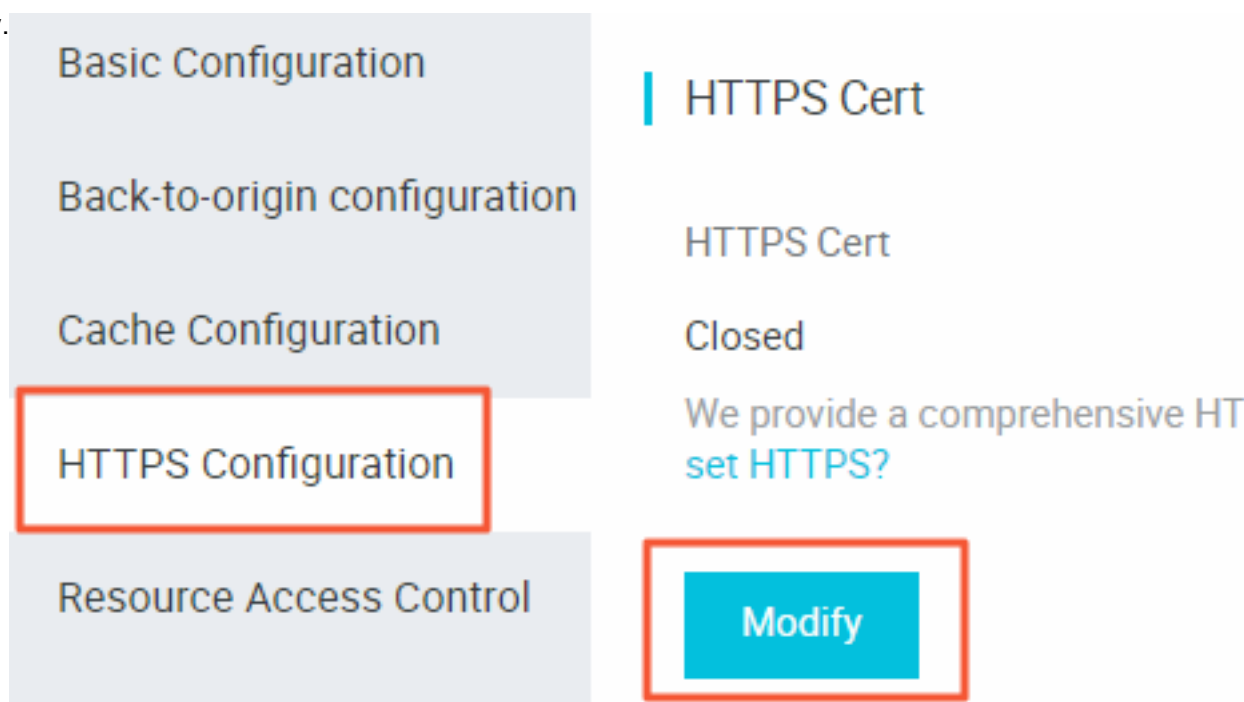 Basic Configuration
Back-to-origin configuration
Cache Configuration
HTTPS Configuration
Resource Access Control
HTTPS Cert
HTTPS Cert
Closed
We provide a comprehensive HT
set HTTPS?
Modify